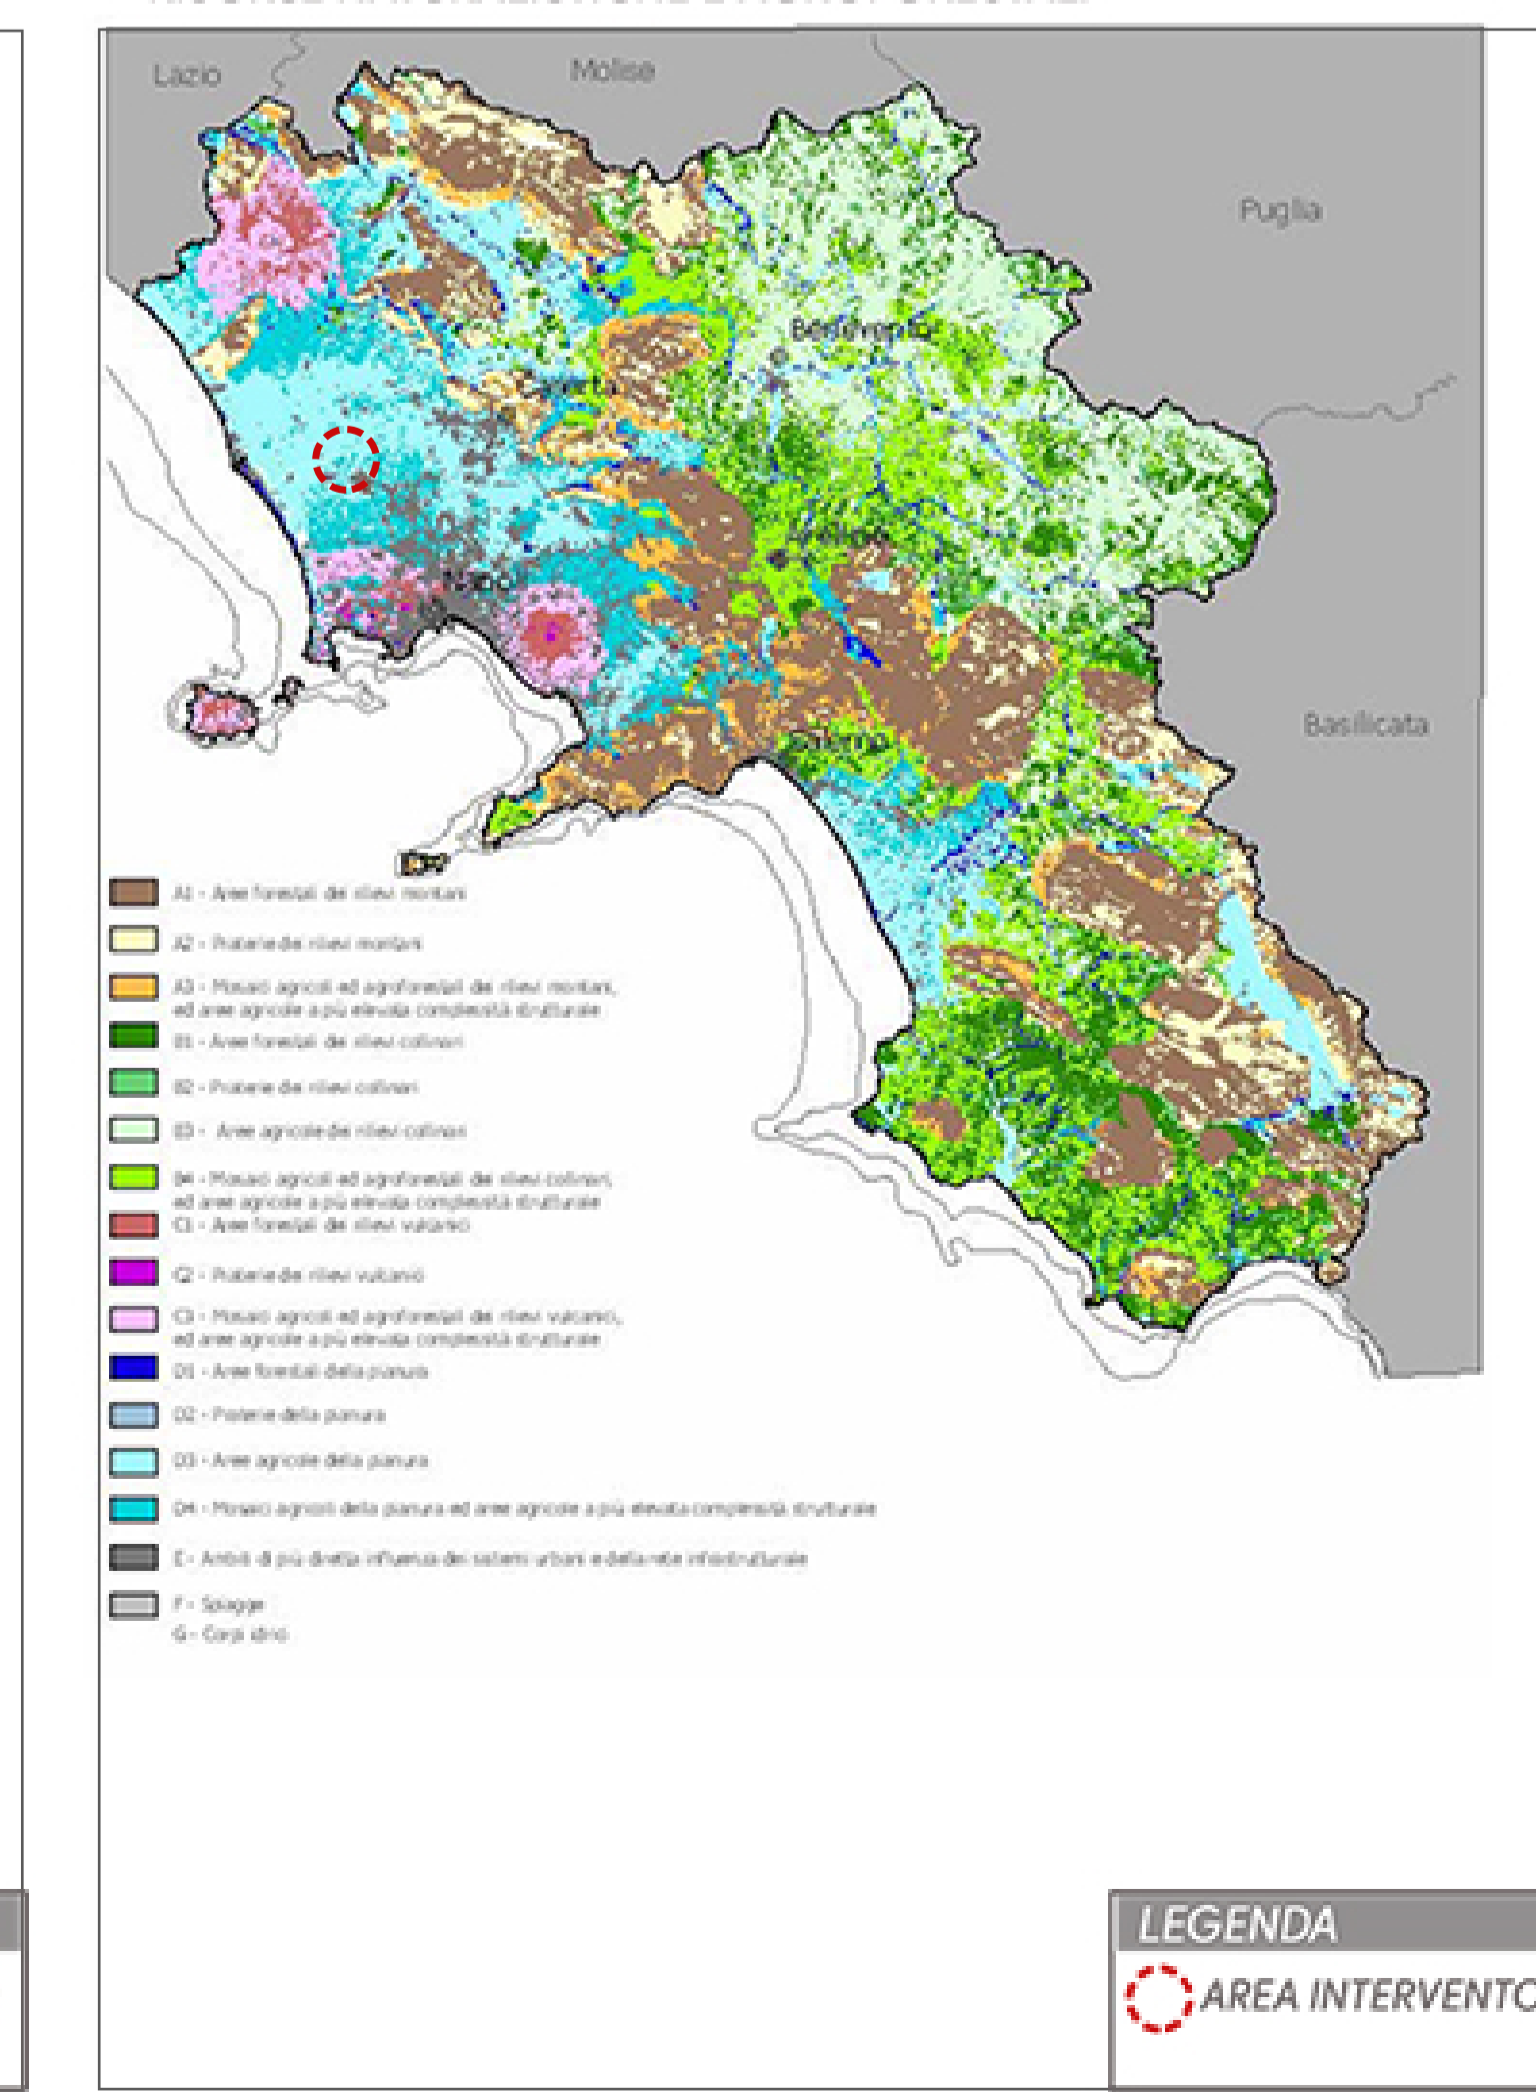 Lazio
Molise
Puglia
Benevento
Basilicata
A1 - Aree forestali dei rilievi montani
A2 - Praterie dei rilievi montani
A3 - Mosaici agricoli ed agroforestali dei rilievi montani,
ed aree agricole a più elevata complessità strutturale
B1 - Aree forestali dei rilievi collinari
B2 - Praterie dei rilievi collinari
B3 - Aree agricole dei rilievi collinari
B4 - Mosaici agricoli ed agroforestali dei rilievi collinari,
ed aree agricole a più elevata complessità strutturale
C1 - Aree forestali dei rilievi vulcanici
C2 - Praterie dei rilievi vulcanici
C3 - Mosaici agricoli ed agroforestali dei rilievi vulcanici,
ed aree agricole a più elevata complessità strutturale
D1 - Aree forestali della pianura
D2 - Praterie della pianura
D3 - Aree agricole della pianura
D4 - Mosaici agricoli della pianura ed aree agricole a più elevata complessità strutturale
E - Ambiti di più diretta influenza dei sistemi urbani e della rete infrastrutturale
F - Spiagge
G - Corpi idrici
LEGENDA
AREA INTERVENTO